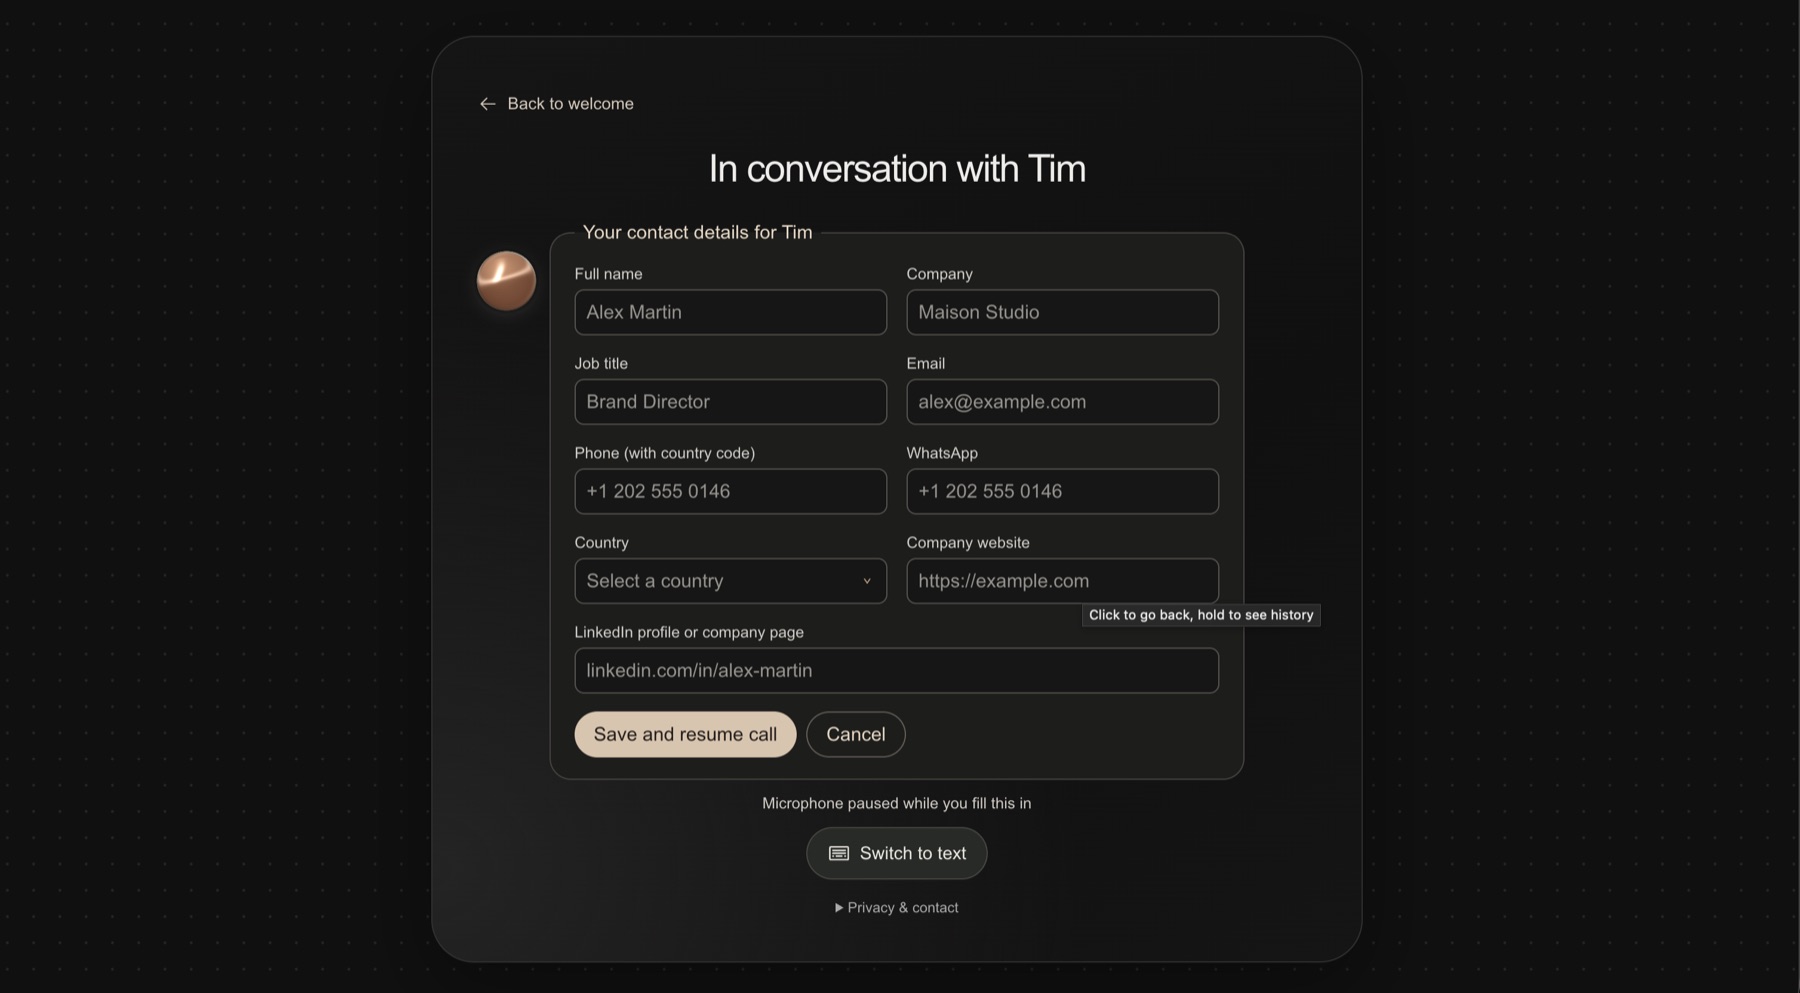 Back to welcome
In conversation with Tim
Your contact details for Tim
Full name
Alex Martin
Company
Maison Studio
Job title
Brand Director
Email
alex@example.com
Phone (with country code)
+1 202 555 0146
WhatsApp
+1 202 555 0146
Country
Select a country
Company website
https://example.com
Click to go back, hold to see history
LinkedIn profile or company page
linkedin.com/in/alex-martin
Save and resume call
Cancel
Microphone paused while you fill this in
Switch to text
Privacy & contact